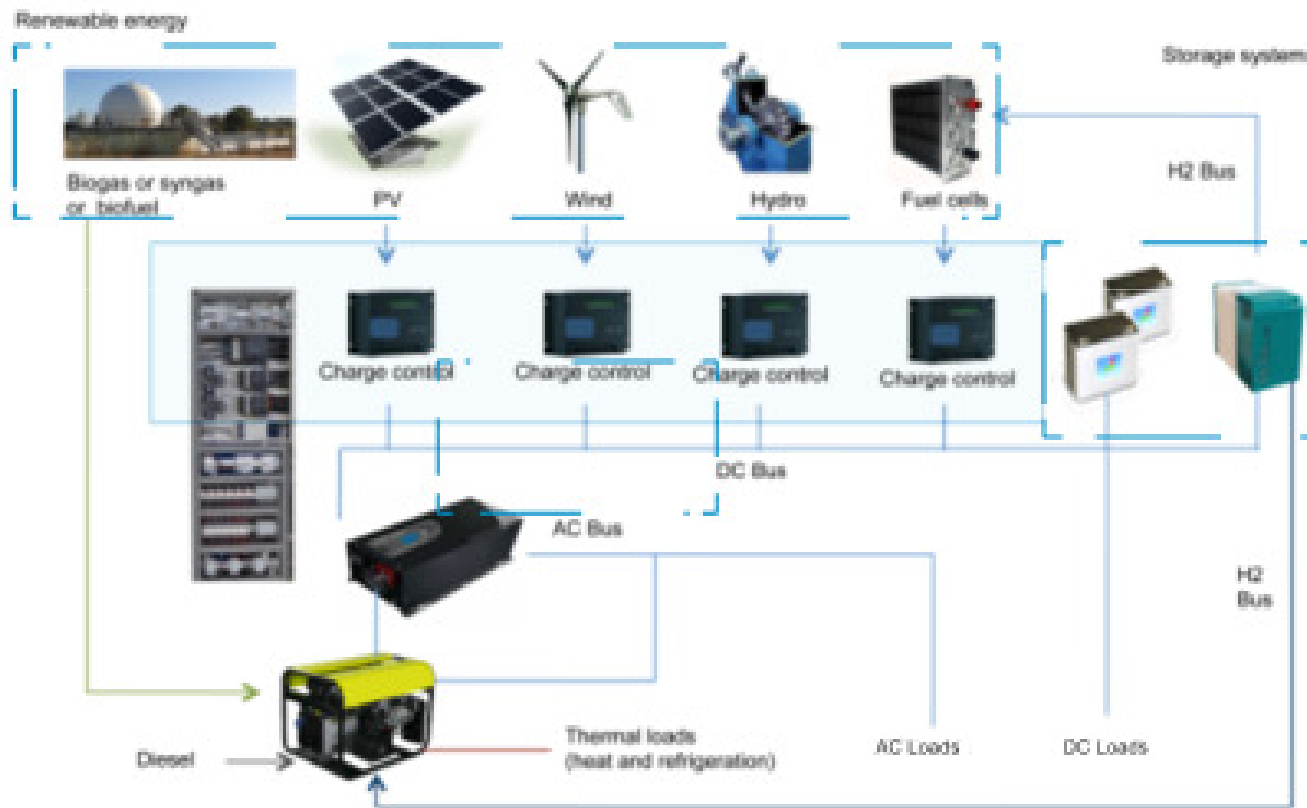 Renewable energy
Storage system
Biogas or syngas
or biofuel
PV
Wind
Hydro
Fuel cells
H2 Bus
Charge control
Charge control
Charge control
Charge control
DC Bus
AC Bus
H2
Bus
Diesel
Thermal loads
(heat and refrigeration)
AC Loads
DC Loads